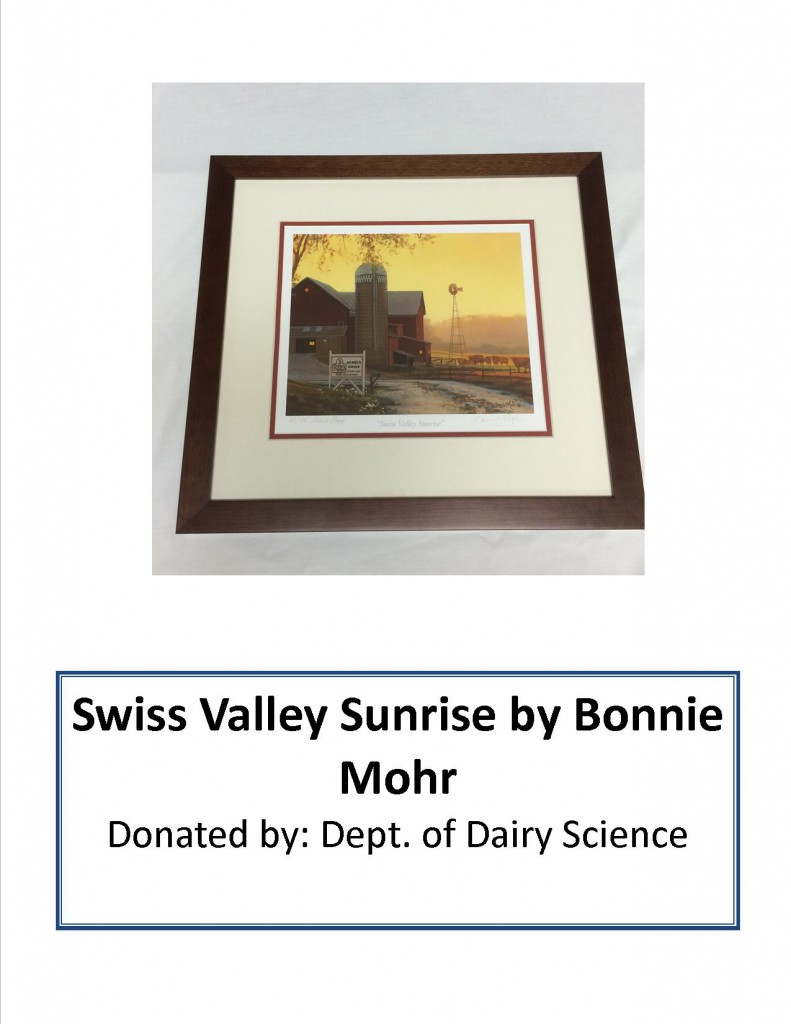 "Swiss Valley Sunrise"
Swiss Valley Sunrise by Bonnie
Mohr
Donated by: Dept. of Dairy Science